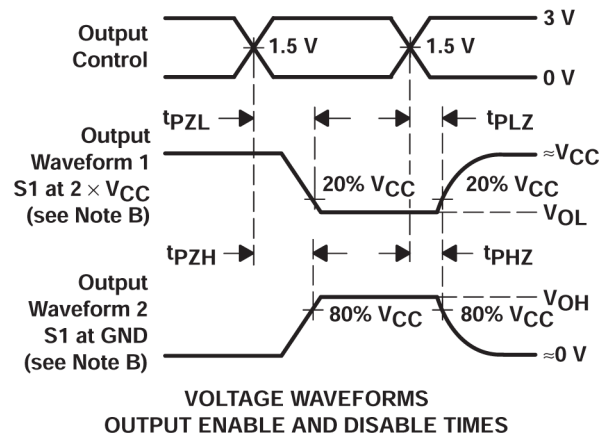 3 V
Output
Control
1.5 V
1.5 V
0 V
tPZL
tPLZ
Output
Waveform 1
S1 at 2 × VCC
(see Note B)
≈VCC
20% VCC
20% VCC
VOL
tPZH
tPHZ
Output
Waveform 2
S1 at GND
(see Note B)
VOH
80% VCC
80% VCC
≈0 V
VOLTAGE WAVEFORMS
OUTPUT ENABLE AND DISABLE TIMES